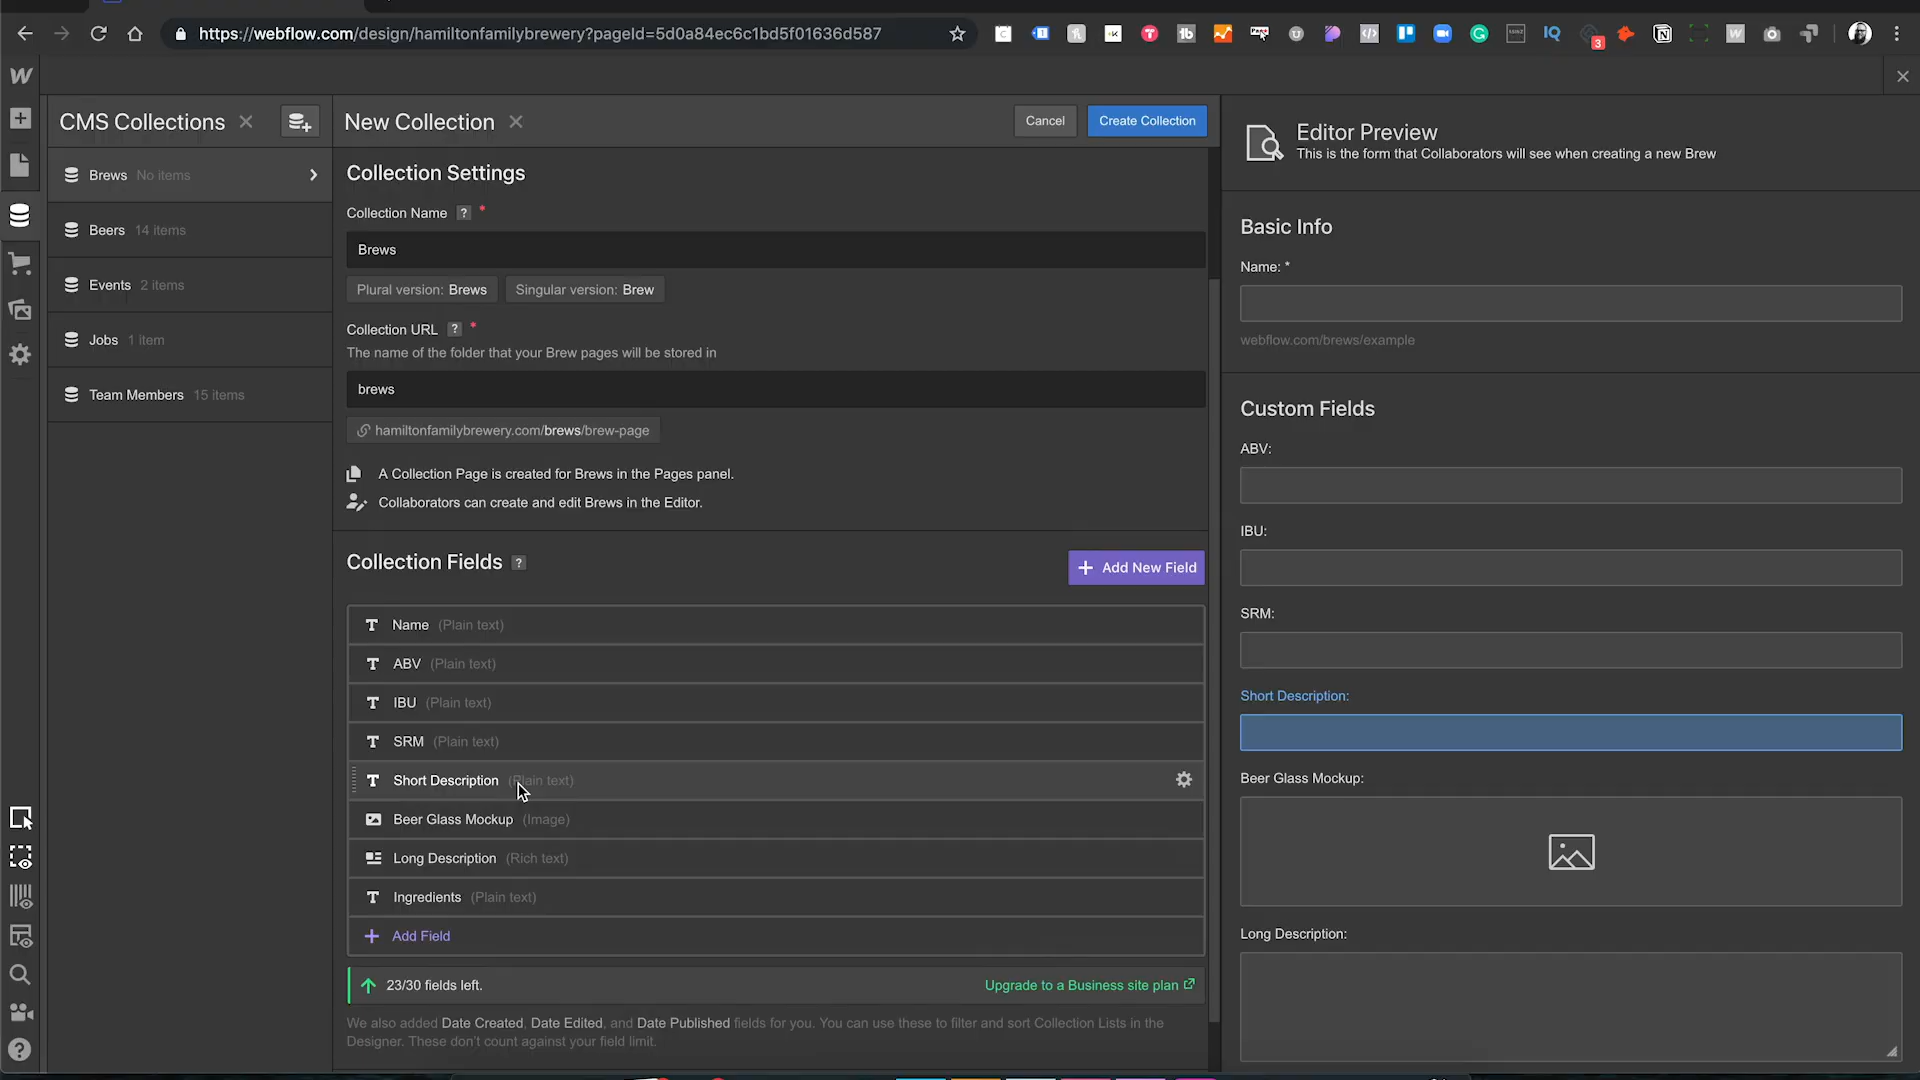 https://webflow.com/design/hamiltonfamilybrewery?pageId=5d0a84ec6c1bd5f01636d587
3
CMS Collections
New Collection
Cancel
Create Collection
Editor Preview
This is the form that Collaborators will see when creating a new Brew
Brews No items
Beers 14 items
Events 2 items
Jobs 1 item
Team Members 15 items
Collection Settings
Collection Name ? *
Brews
Plural version: Brews
Singular version: Brew
Collection URL ? *
The name of the folder that your Brew pages will be stored in
brews
hamiltonfamilybrewery.com/brews/brew-page
A Collection Page is created for Brews in the Pages panel.
Collaborators can create and edit Brews in the Editor.
Collection Fields ?
+ Add New Field
Name (Plain text)
ABV (Plain text)
IBU (Plain text)
SRM (Plain text)
Short Description (Plain text)
Beer Glass Mockup (Image)
Long Description (Rich text)
Ingredients (Plain text)
+ Add Field
23/30 fields left.
Upgrade to a Business site plan
We also added Date Created, Date Edited, and Date Published fields for you. You can use these to filter and sort Collection Lists in the
Designer. These don't count against your field limit.
Basic Info
Name: *
webflow.com/brews/example
Custom Fields
ABV:
IBU:
SRM:
Short Description:
Beer Glass Mockup:
Long Description: